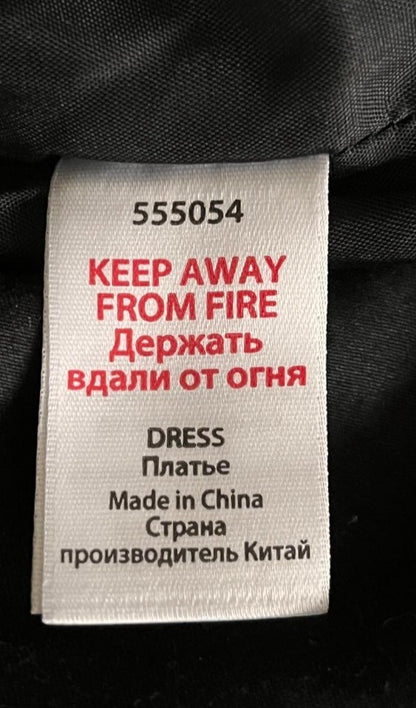 555054
KEEP AWAY
FROM FIRE
Держать
вдали от огня
DRESS
Платье
Made in China
Страна
производитель Китай